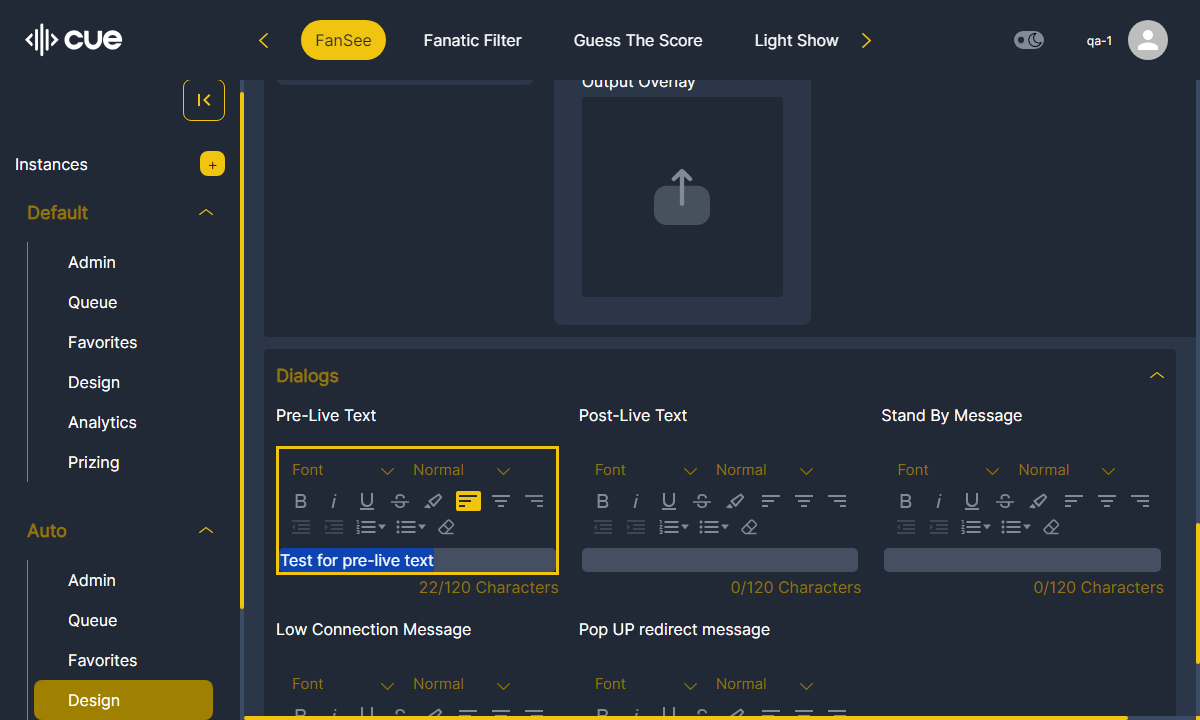 cue
FanSee
Fanatic Filter
Guess The Score
Light Show
qa-1
Instances
+
Default
Admin
Queue
Favorites
Design
Analytics
Prizing
Auto
Admin
Queue
Favorites
Design
Output Overlay
Dialogs
Pre-Live Text
Post-Live Text
Stand By Message
Font Normal
Font Normal
Font Normal
Test for pre-live text
22/120 Characters
0/120 Characters
0/120 Characters
Low Connection Message
Pop UP redirect message
Font Normal
Font Normal